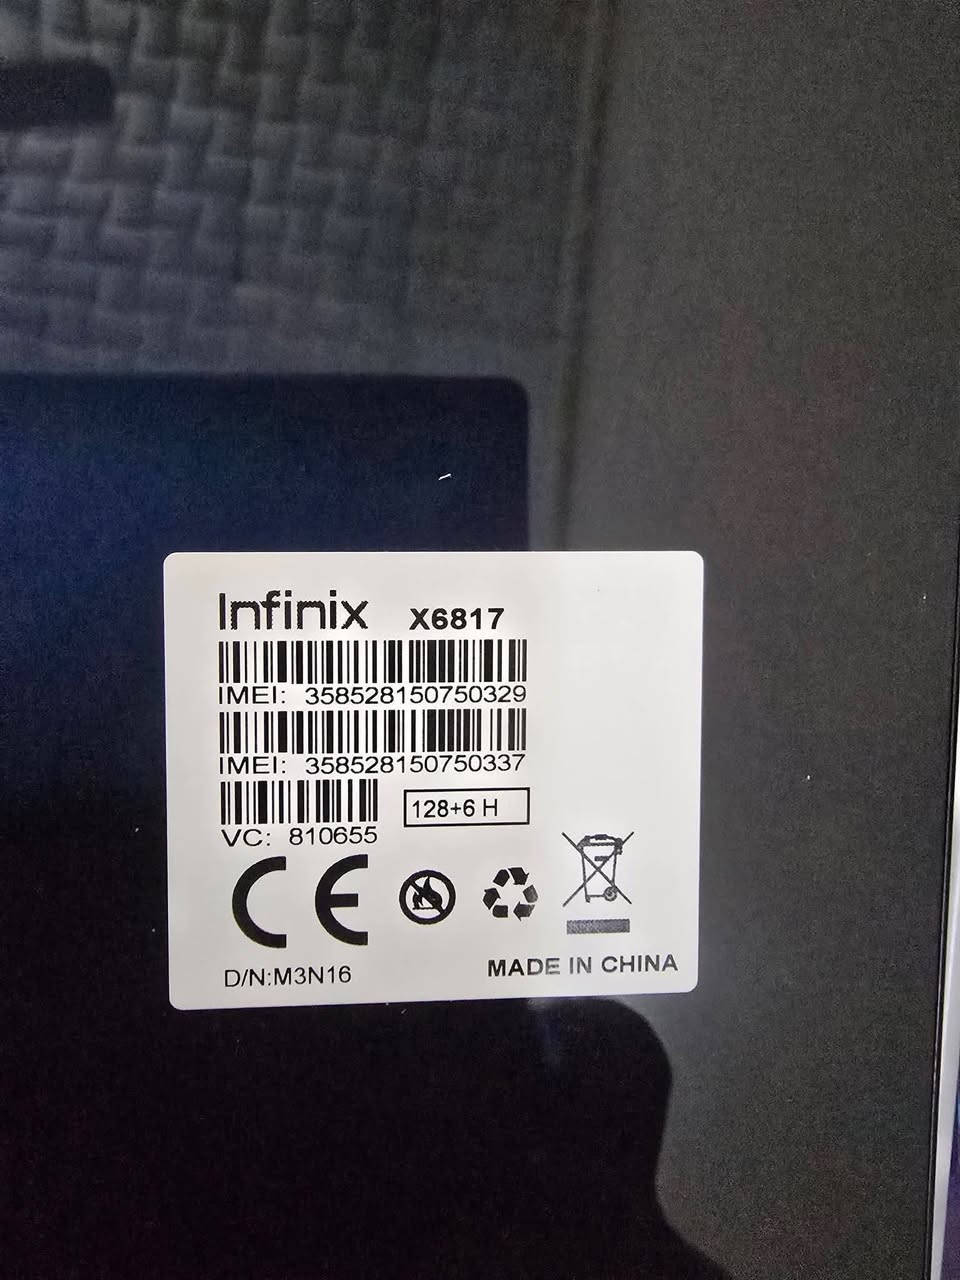 Infinix X6817
IMEI: 358528150750329
IMEI: 358528150750337
128+6 H
VC: 810655
CE
D/N:M3N16
MADE IN CHINA